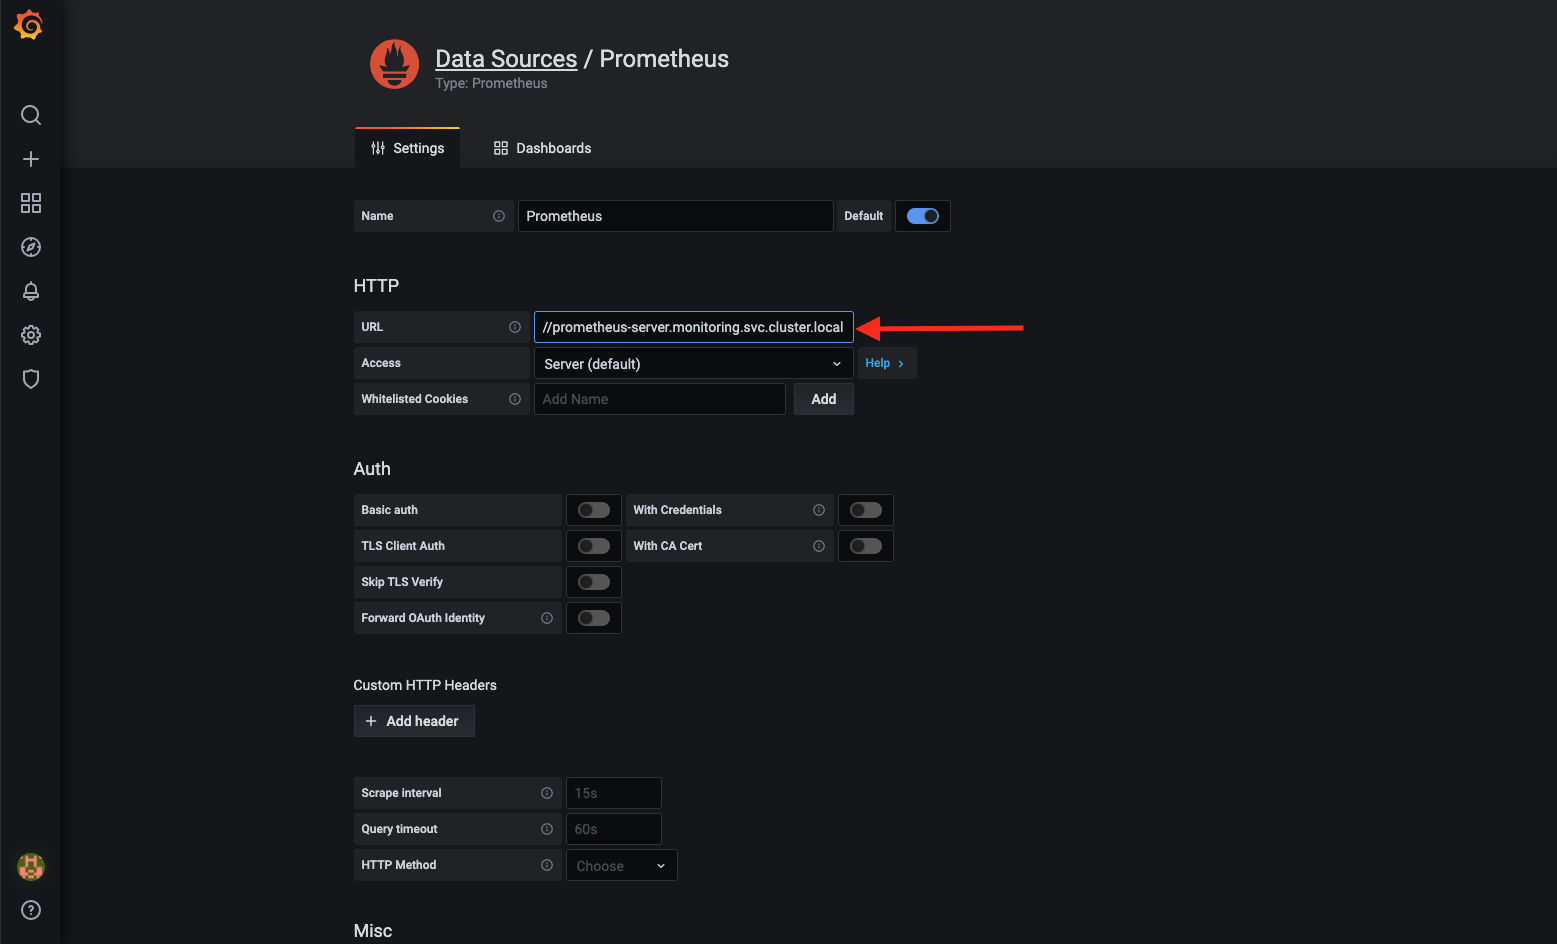 Data Sources / Prometheus
Type: Prometheus
Settings
Dashboards
Name
Prometheus
Default
HTTP
URL
//prometheus-server.monitoring.svc.cluster.local
Access
Server (default)
Help
Whitelisted Cookies
Add Name
Add
Auth
Basic auth
With Credentials
TLS Client Auth
With CA Cert
Skip TLS Verify
Forward OAuth Identity
Custom HTTP Headers
Add header
Scrape interval
15s
Query timeout
60s
HTTP Method
Choose
Misc